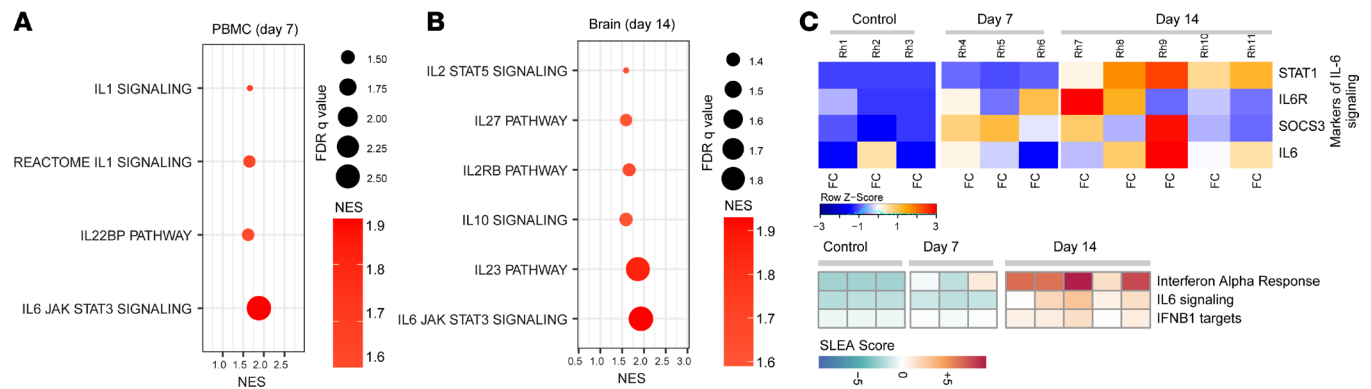 A
PBMC (day 7)
IL1 SIGNALING
REACTOME IL1 SIGNALING
IL22BP PATHWAY
IL6 JAK STAT3 SIGNALING
1.0 1.5 2.0 2.5
NES
FDR q value
1.50
1.75
2.00
2.25
2.50
NES
1.9
1.8
1.7
1.6
B
Brain (day 14)
IL2 STAT5 SIGNALING
IL27 PATHWAY
IL2RB PATHWAY
IL10 SIGNALING
IL23 PATHWAY
IL6 JAK STAT3 SIGNALING
0.5 1.0 1.5 2.0 2.5 3.0
NES
FDR q value
1.4
1.5
1.6
1.7
1.8
NES
1.9
1.8
1.7
1.6
C
Control Day 7 Day 14
Rh1 Rh2 Rh3 Rh4 Rh5 Rh6 Rh7 Rh8 Rh9 Rh10 Rh11
STAT1
IL6R
SOCS3
IL6
Markers of IL-6
signaling
FC FC FC FC FC FC FC FC FC FC FC
Row Z-Score
−3 −1 1 3
Control Day 7 Day 14
Interferon Alpha Response
IL6 signaling
IFNB1 targets
SLEA Score
-5 0 +5